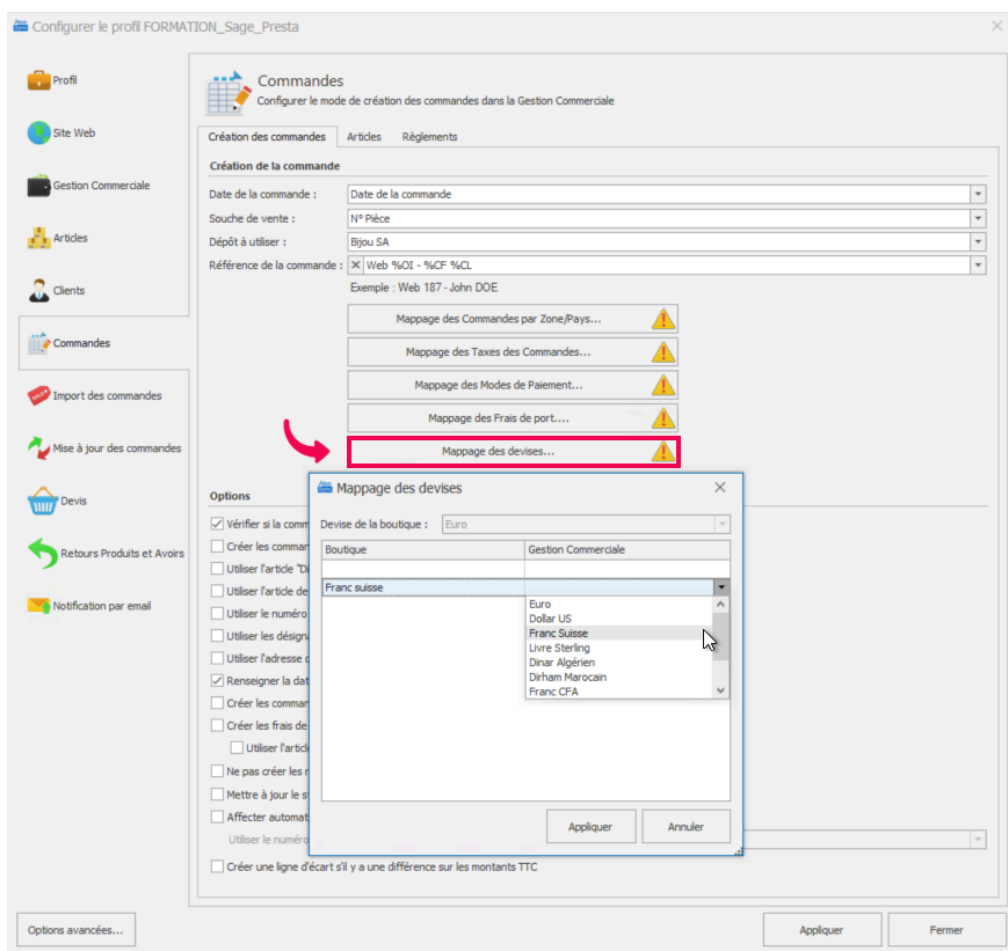 Configurer le profil FORMATION_Sage_Presta
Profil
Site Web
Gestion Commerciale
Articles
Clients
Commandes
Import des commandes
Mise à jour des commandes
Devis
Retours Produits et Avoirs
Notification par email
Commandes
Configurer le mode de création des commandes dans la Gestion Commerciale
Création des commandes Articles Règlements
Création de la commande
Date de la commande : Date de la commande
Souche de vente : N° Pièce
Dépôt à utiliser : Bijou SA
Référence de la commande : Web %OI - %CF %CL
Exemple : Web 187 - John DOE
Mappage des Commandes par Zone/Pays...
Mappage des Taxes des Commandes...
Mappage des Modes de Paiement...
Mappage des Frais de port....
Mappage des devises...
Options
Vérifier si la comm
Créer les comman
Utiliser l'article "Di
Utiliser l'article de
Utiliser le numéro
Utiliser les désign
Utiliser l'adresse
Renseigner la dat
Créer les comman
Créer les frais de
Utiliser l'artic
Ne pas créer les
Mettre à jour le s
Affecter automat
Utiliser le numéro
Créer une ligne d'écart s'il y a une différence sur les montants TTC
Mappage des devises
Devise de la boutique : Euro
Boutique Gestion Commerciale
Franc suisse
Euro
Dollar US
Franc Suisse
Livre Sterling
Dinar Algérien
Dirham Marocain
Franc CFA
Appliquer Annuler
Options avancées... Appliquer Fermer